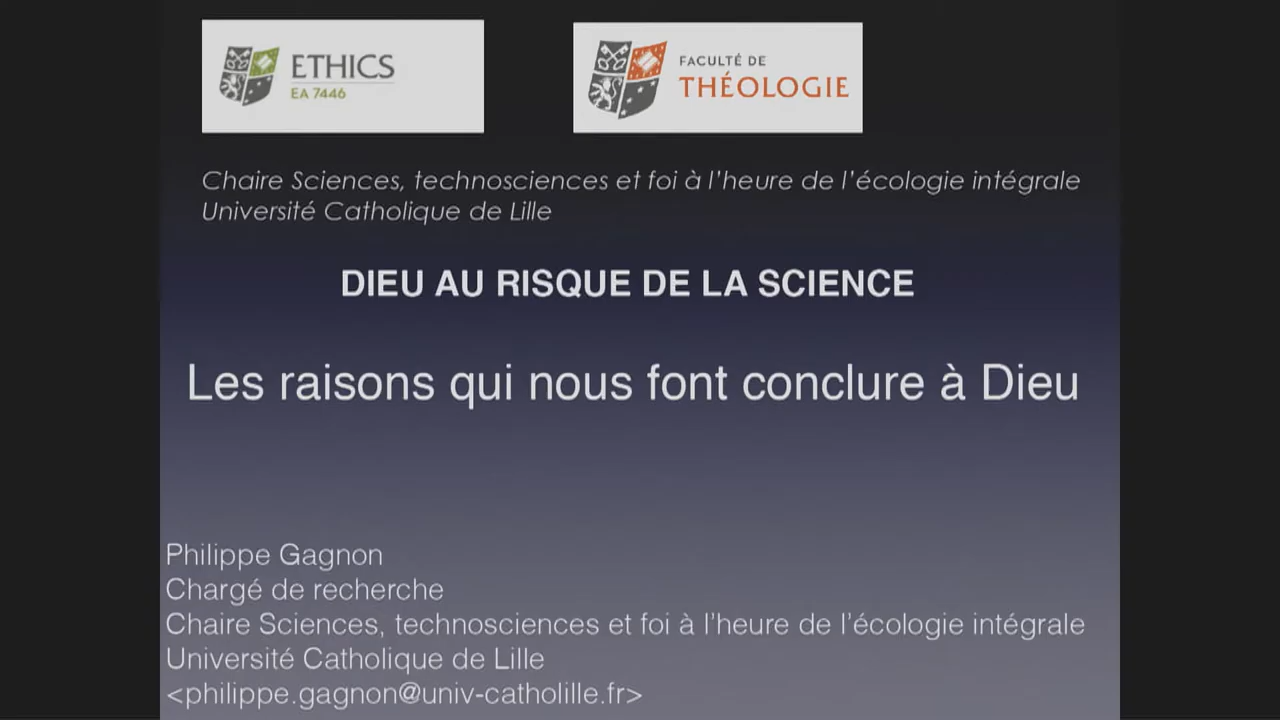 ETHICS
EA 7446
FACULTÉ DE
THÉOLOGIE
Chaire Sciences, technosciences et foi à l'heure de l'écologie intégrale
Université Catholique de Lille
DIEU AU RISQUE DE LA SCIENCE
Les raisons qui nous font conclure à Dieu
Philippe Gagnon
Chargé de recherche
Chaire Sciences, technosciences et foi à l'heure de l'écologie intégrale
Université Catholique de Lille
<philippe.gagnon@univ-catholille.fr>